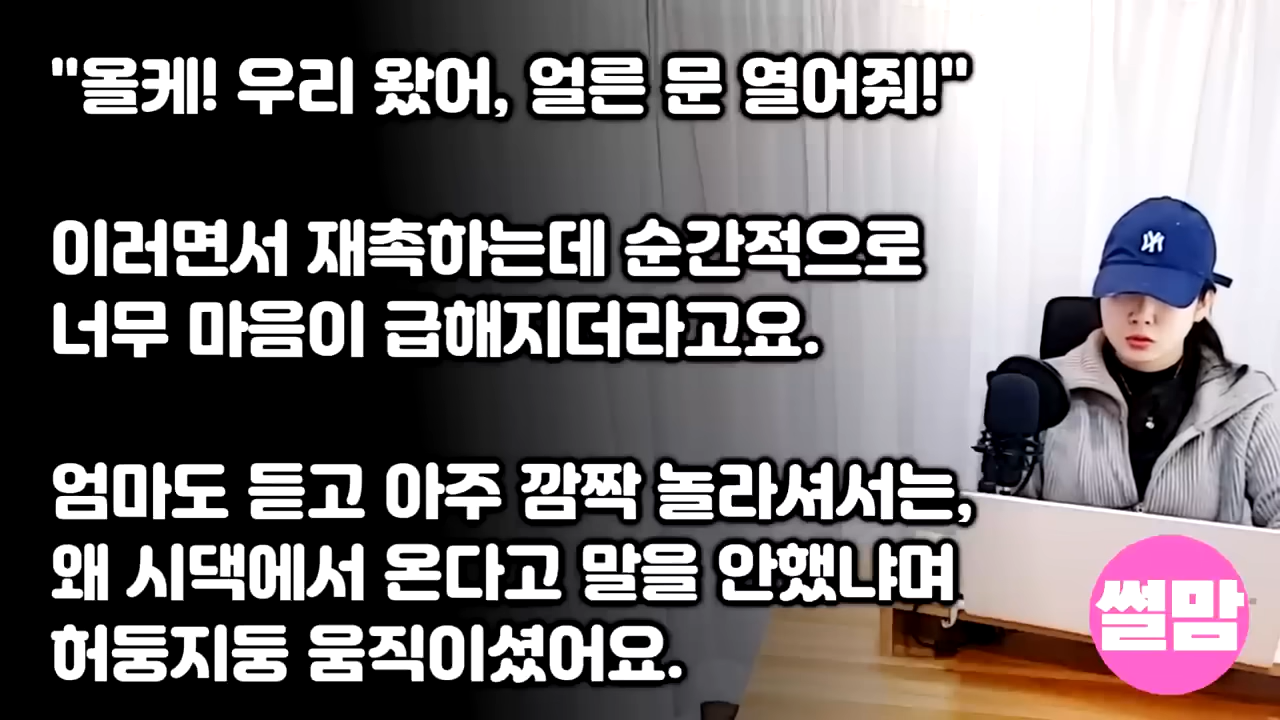 "올케! 우리 왔어, 얼른 문 열어줘!"
이러면서 재촉하는데 순간적으로
너무 마음이 급해지더라고요.
엄마도 듣고 아주 깜짝 놀라셔서는,
왜 시댁에서 온다고 말을 안했냐며
허둥지둥 움직이셨어요.
썰맘